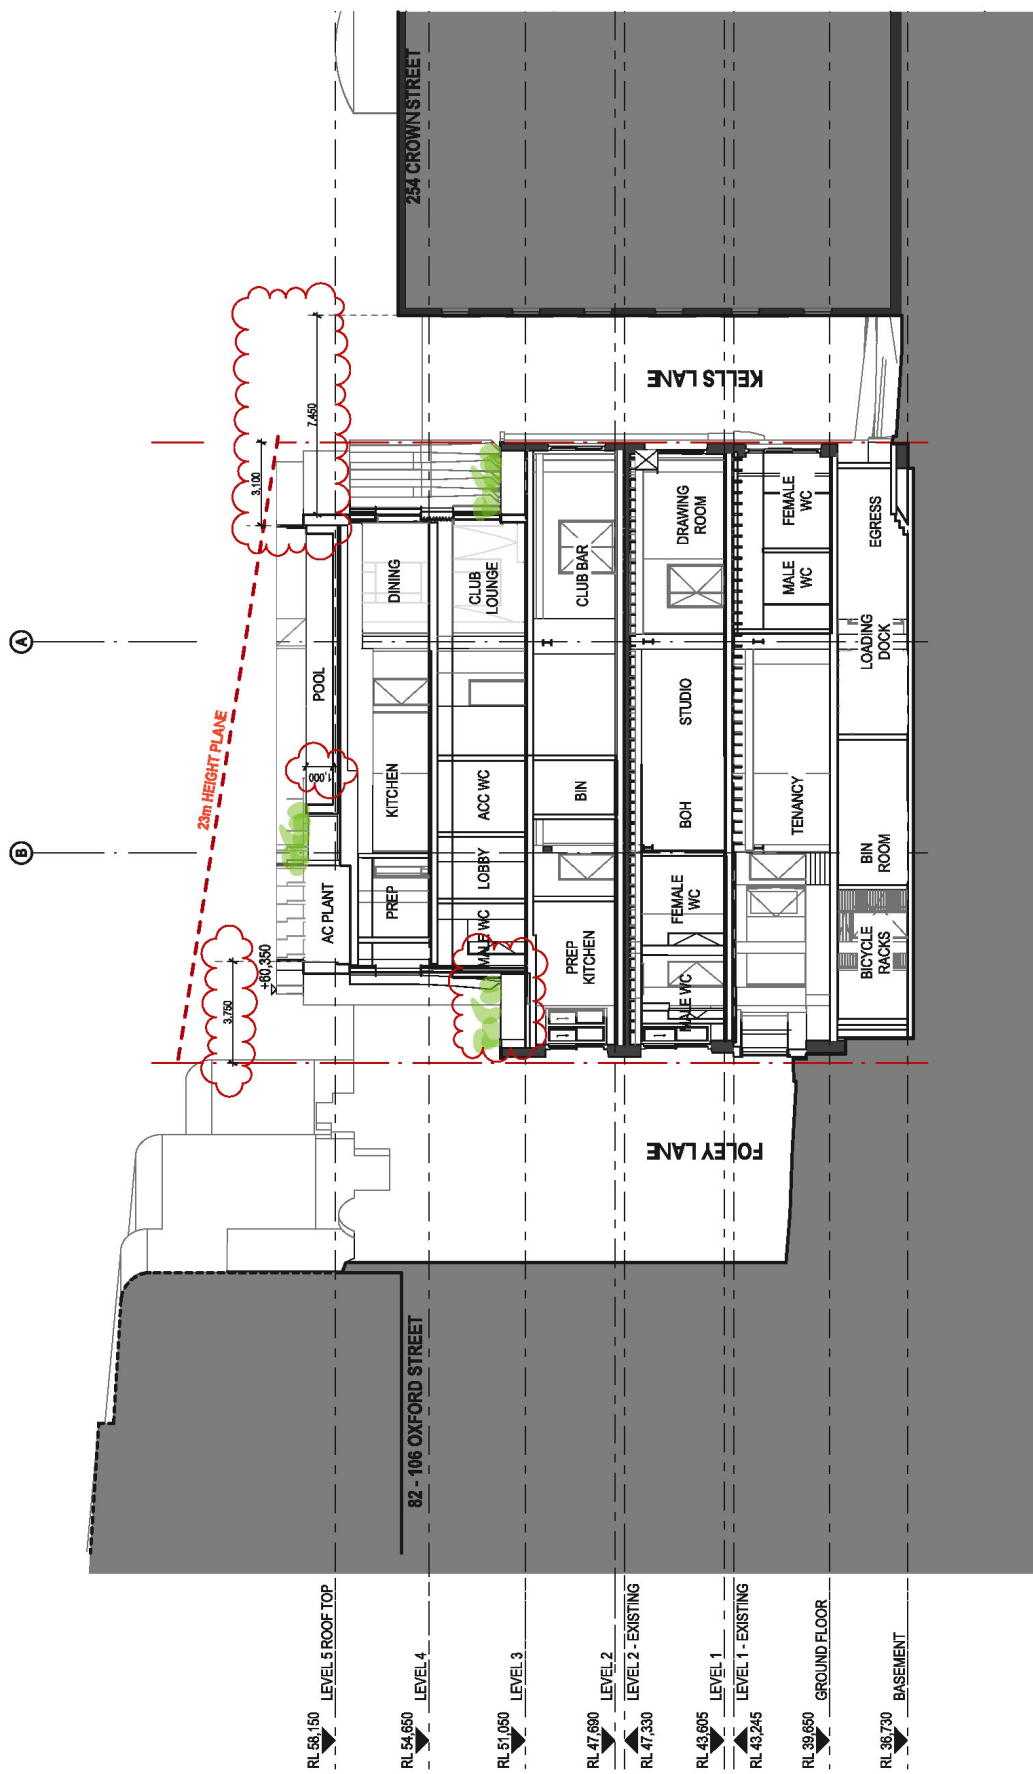 254 CROWN STREET
KELLS LANE
7,450
3,100
A
B
23m HEIGHT PLANE
POOL
1,000
AC PLANT
+60,350
3,750
DINING
KITCHEN
PREP
CLUB
LOUNGE
ACC WC
LOBBY
MALE WC
CLUB BAR
BIN
PREP
KITCHEN
DRAWING
ROOM
STUDIO
BOH
FEMALE
WC
MALE WC
FEMALE
WC
MALE
WC
TENANCY
EGRESS
LOADING
DOCK
BIN
ROOM
BICYCLE
RACKS
FOLEY LANE
82 - 106 OXFORD STREET
RL 58,150 LEVEL 5 ROOF TOP
RL 54,650 LEVEL 4
RL 51,050 LEVEL 3
RL 47,690 LEVEL 2
RL 47,330 LEVEL 2 - EXISTING
RL 43,605 LEVEL 1
RL 43,245 LEVEL 1 - EXISTING
RL 39,650 GROUND FLOOR
RL 36,730 BASEMENT